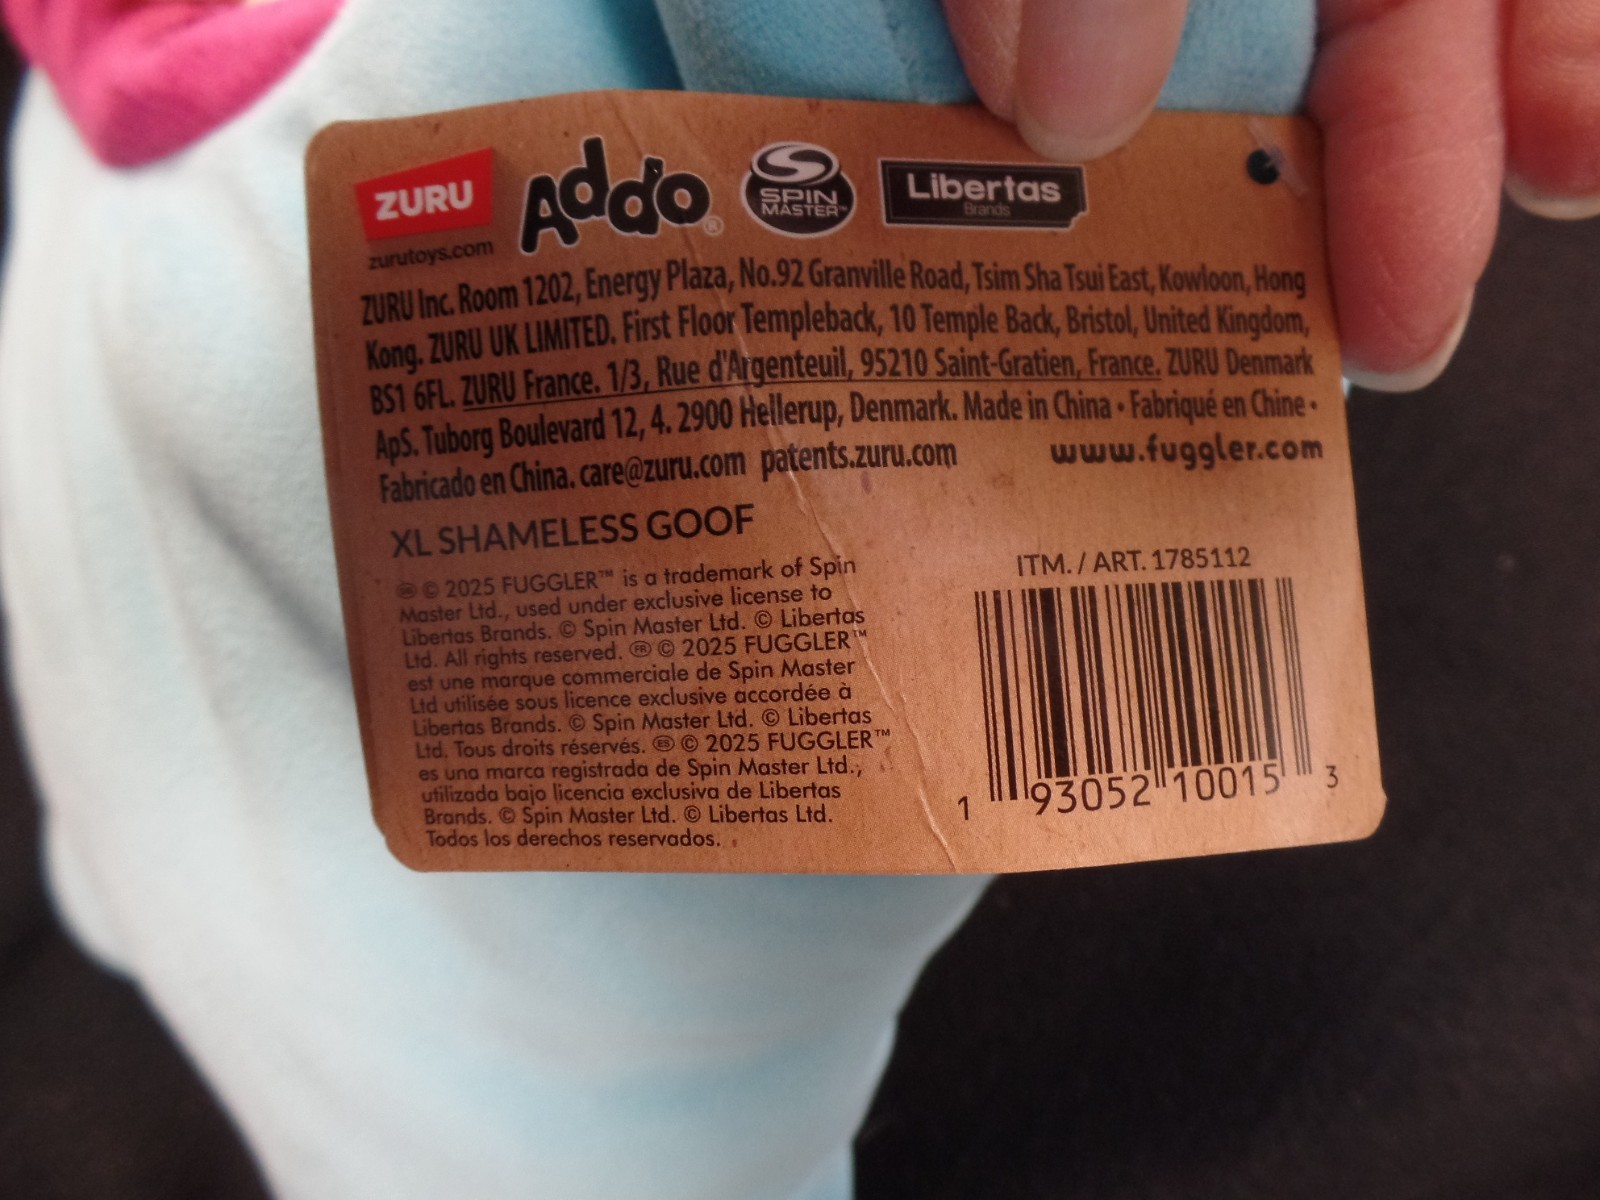 ZURU
zurutoys.com
Addo®
SPIN
MASTER™
Libertas
Brands
ZURU Inc. Room 1202, Energy Plaza, No.92 Granville Road, Tsim Sha Tsui East, Kowloon, Hong
Kong. ZURU UK LIMITED. First Floor Templeback, 10 Temple Back, Bristol, United Kingdom,
BS1 6FL. ZURU France. 1/3, Rue d'Argenteuil, 95210 Saint-Gratien, France. ZURU Denmark
ApS. Tuborg Boulevard 12, 4. 2900 Hellerup, Denmark. Made in China • Fabriqué en Chine •
Fabricado en China. care@zuru.com patents.zuru.com
www.fuggler.com
XL SHAMELESS GOOF
© 2025 FUGGLER™ is a trademark of Spin
Master Ltd., used under exclusive license to
Libertas Brands. © Spin Master Ltd. © Libertas
Ltd. All rights reserved. FR © 2025 FUGGLER™
est une marque commerciale de Spin Master
Ltd utilisée sous licence exclusive accordée à
Libertas Brands. © Spin Master Ltd. © Libertas
Ltd. Tous droits réservés. ES © 2025 FUGGLER™
es una marca registrada de Spin Master Ltd.,
utilizada bajo licencia exclusiva de Libertas
Brands. © Spin Master Ltd. © Libertas Ltd.
Todos los derechos reservados.
ITM. / ART. 1785112
1 93052 10015 3